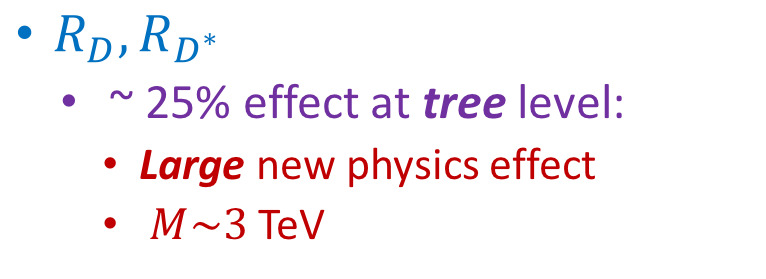 • R_D, R_D*
• ~ 25% effect at tree level:
• Large new physics effect
• M~3 TeV